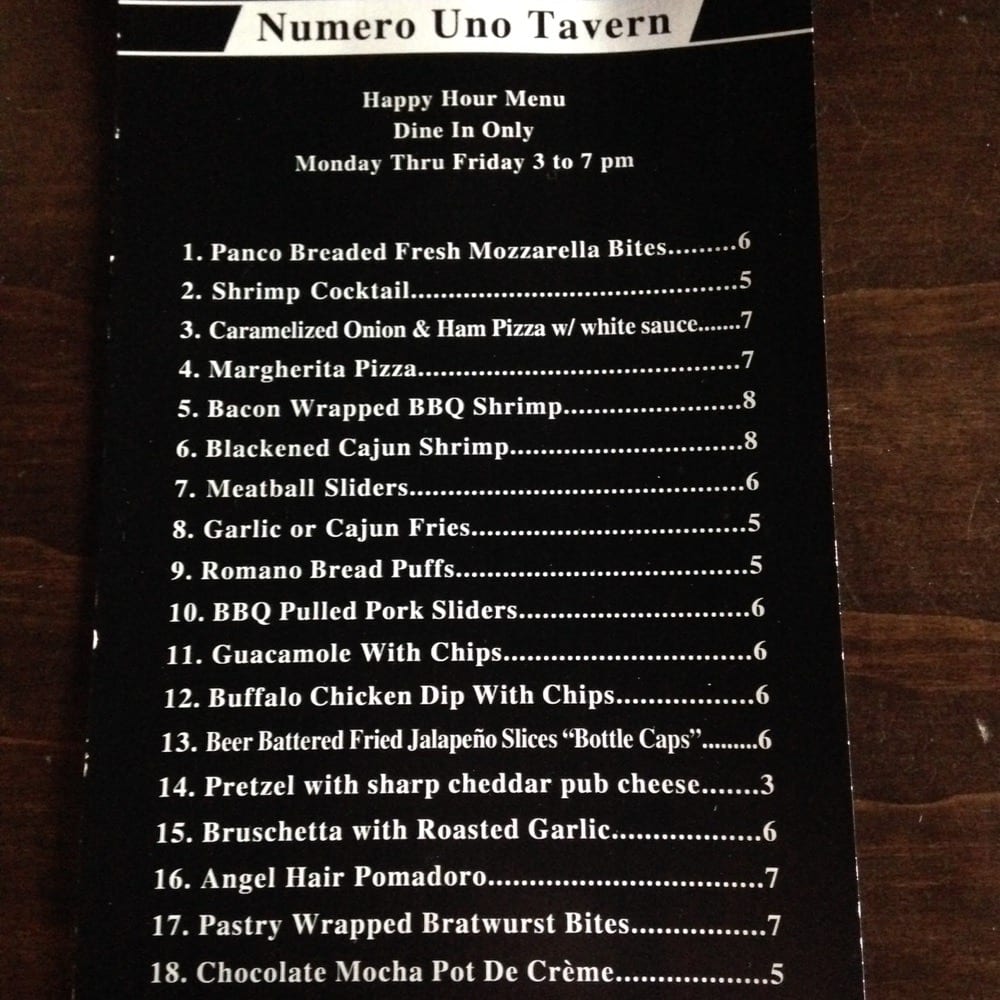 Numero Uno Tavern
Happy Hour Menu
Dine In Only
Monday Thru Friday 3 to 7 pm
1. Panco Breaded Fresh Mozzarella Bites.........6
2. Shrimp Cocktail.......................................................5
3. Caramelized Onion & Ham Pizza w/ white sauce.......7
4. Margherita Pizza......................................................7
5. Bacon Wrapped BBQ Shrimp..............................8
6. Blackened Cajun Shrimp.......................................8
7. Meatball Sliders........................................................6
8. Garlic or Cajun Fries..............................................5
9. Romano Bread Puffs................................................5
10. BBQ Pulled Pork Sliders.......................................6
11. Guacamole With Chips..........................................6
12. Buffalo Chicken Dip With Chips.......................6
13. Beer Battered Fried Jalapeño Slices “Bottle Caps”.........6
14. Pretzel with sharp cheddar pub cheese.......3
15. Bruschetta with Roasted Garlic.........................6
16. Angel Hair Pomadoro.............................................7
17. Pastry Wrapped Bratwurst Bites......................7
18. Chocolate Mocha Pot De Crème.........................5